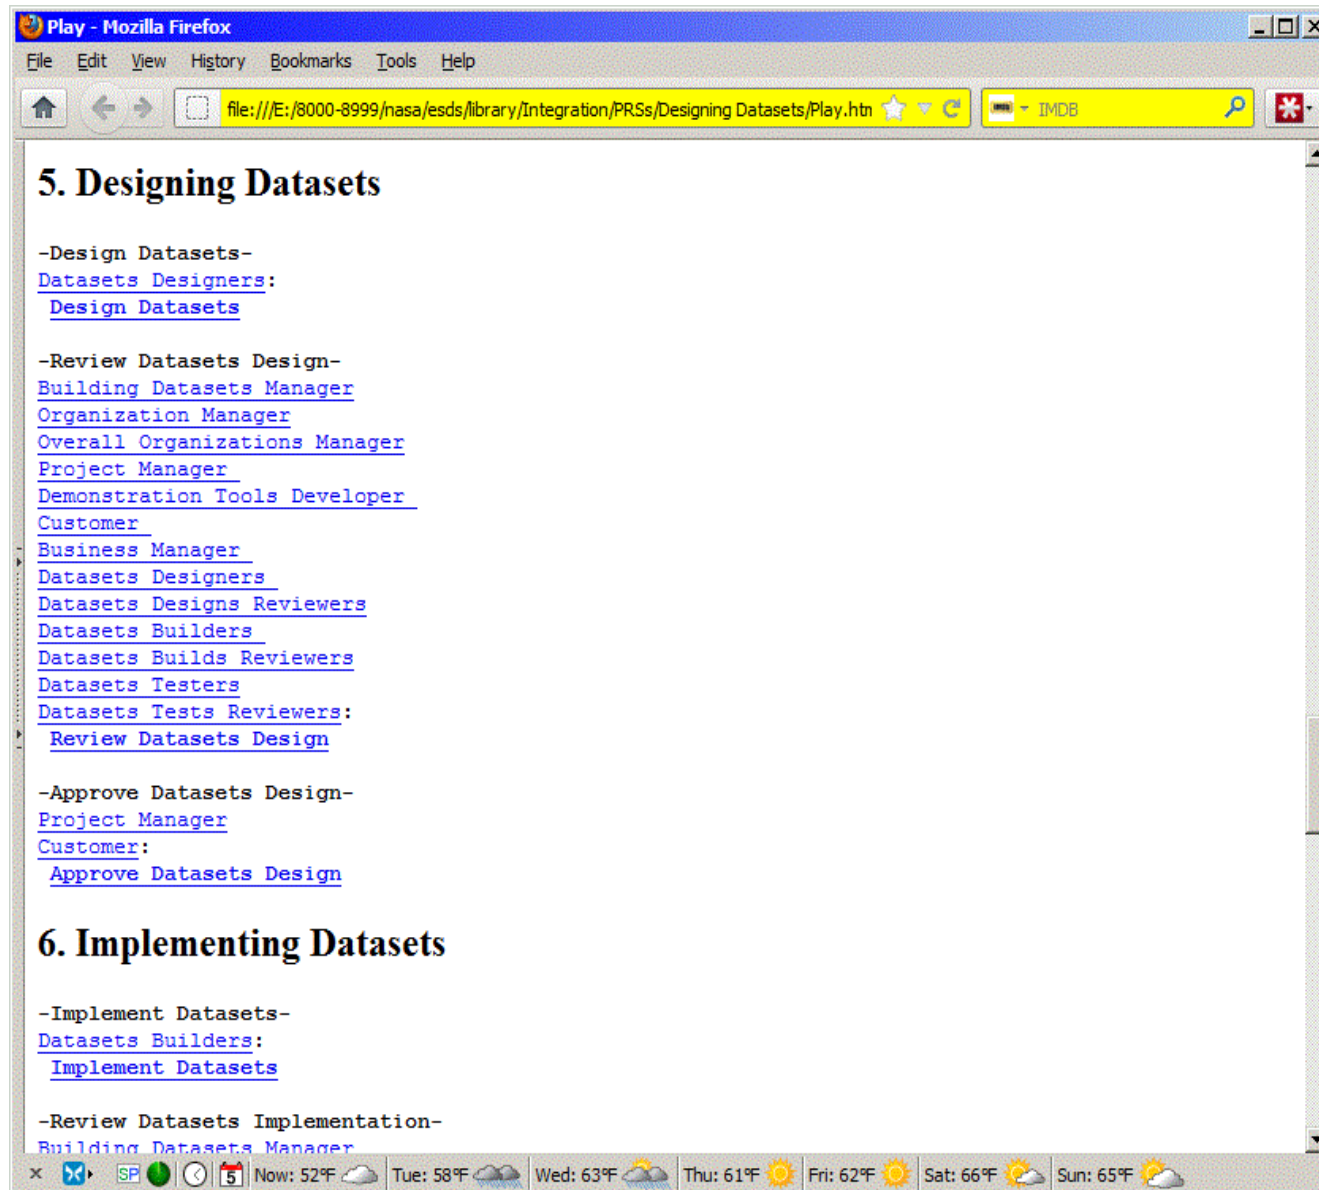 Play - Mozilla Firefox
File Edit View History Bookmarks Tools Help
file:///E:/8000-8999/nasa/esds/library/Integration/PRSs/Designing Datasets/Play.htn IMDB
5. Designing Datasets
-Design Datasets-
Datasets Designers:
Design Datasets
-Review Datasets Design-
Building Datasets Manager
Organization Manager
Overall Organizations Manager
Project Manager
Demonstration Tools Developer
Customer
Business Manager
Datasets Designers
Datasets Designs Reviewers
Datasets Builders
Datasets Builds Reviewers
Datasets Testers
Datasets Tests Reviewers:
Review Datasets Design
-Approve Datasets Design-
Project Manager
Customer:
Approve Datasets Design
6. Implementing Datasets
-Implement Datasets-
Datasets Builders:
Implement Datasets
-Review Datasets Implementation-
Building Datasets Manager
SP 5 Now: 52°F Tue: 58°F Wed: 63°F Thu: 61°F Fri: 62°F Sat: 66°F Sun: 65°F